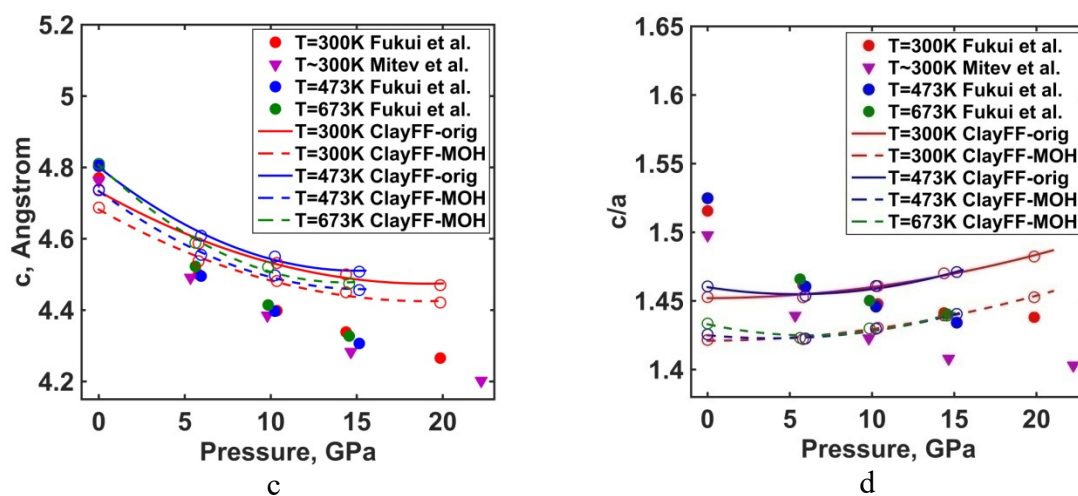 5.2
5
4.8
4.6
4.4
4.2
c, Angstrom
T=300K Fukui et al.
T~300K Mitev et al.
T=473K Fukui et al.
T=673K Fukui et al.
T=300K ClayFF-orig
T=300K ClayFF-MOH
T=473K ClayFF-orig
T=473K ClayFF-MOH
T=673K ClayFF-MOH
0 5 10 15 20
Pressure, GPa
c
1.65
1.6
1.55
1.5
1.45
1.4
c/a
T=300K Fukui et al.
T~300K Mitev et al.
T=473K Fukui et al.
T=673K Fukui et al.
T=300K ClayFF-orig
T=300K ClayFF-MOH
T=473K ClayFF-orig
T=473K ClayFF-MOH
T=673K ClayFF-MOH
0 5 10 15 20
Pressure, GPa
d